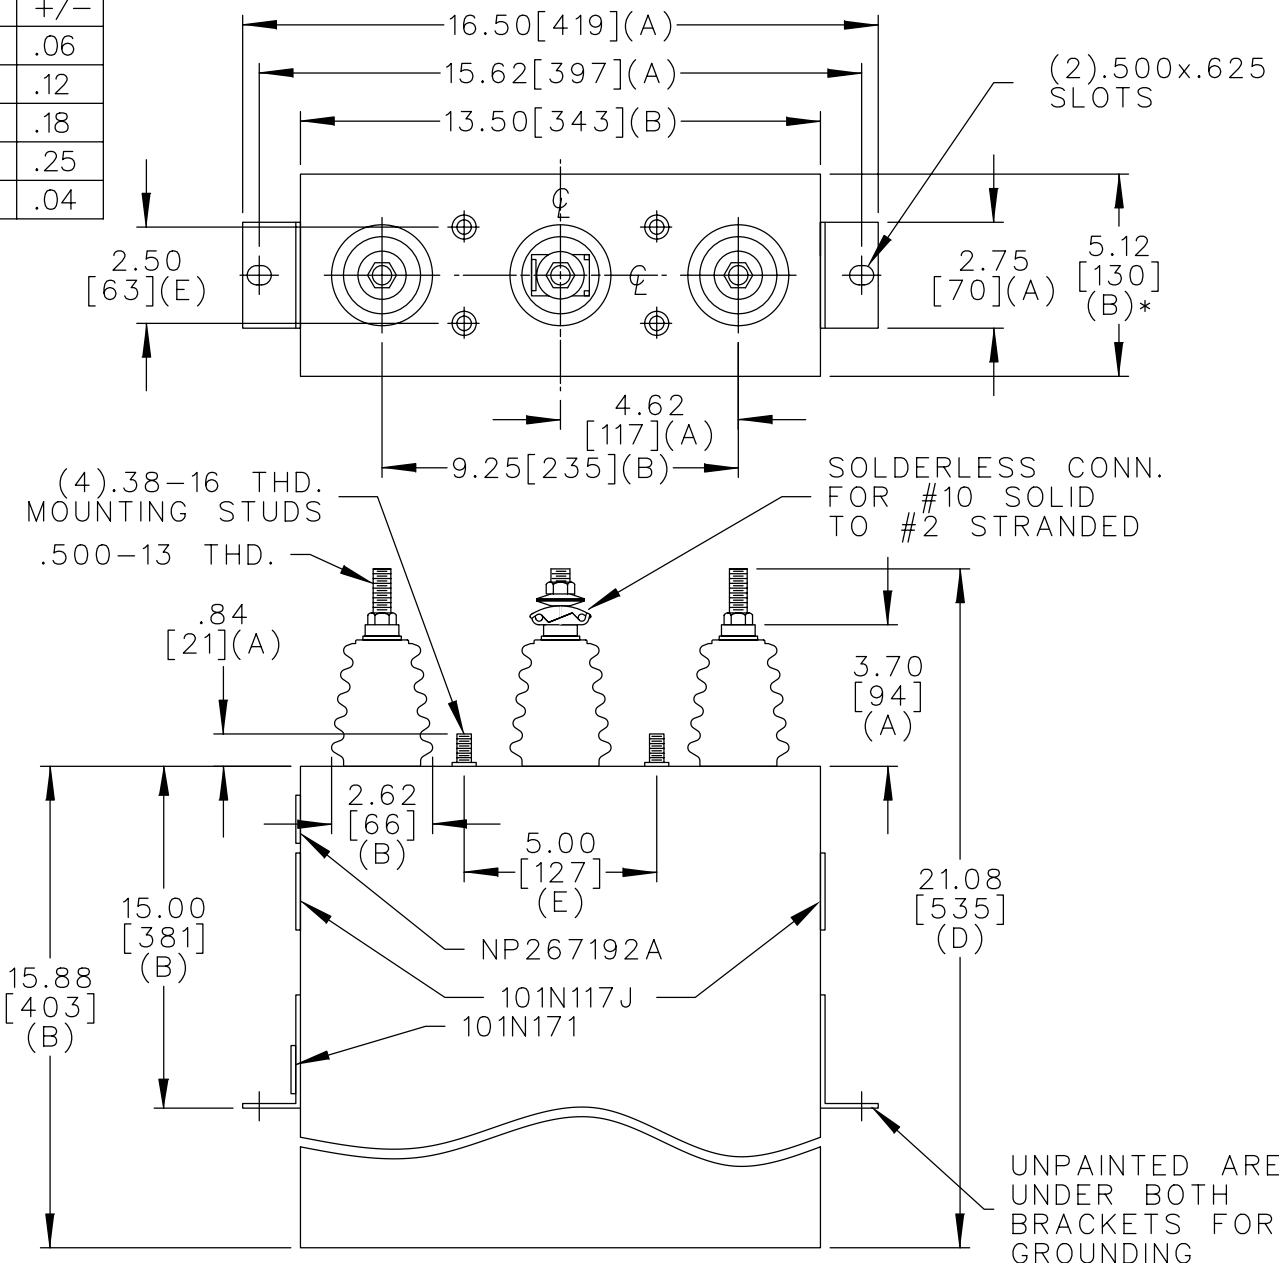 +/-
.06
.12
.18
.25
.04
16.50[419](A)
15.62[397](A)
13.50[343](B)
(2).500x.625
SLOTS
2.50
[63](E)
℄
℄
2.75
[70](A)
5.12
[130]
(B)*
4.62
[117](A)
9.25[235](B)
(4).38-16 THD.
MOUNTING STUDS
.500-13 THD.
SOLDERLESS CONN.
FOR #10 SOLID
TO #2 STRANDED
.84
[21](A)
3.70
[94]
(A)
2.62
[66]
(B)
5.00
[127]
(E)
21.08
[535]
(D)
15.00
[381]
(B)
15.88
[403]
(B)
NP267192A
101N117J
101N171
UNPAINTED ARE
UNDER BOTH
BRACKETS FOR
GROUNDING